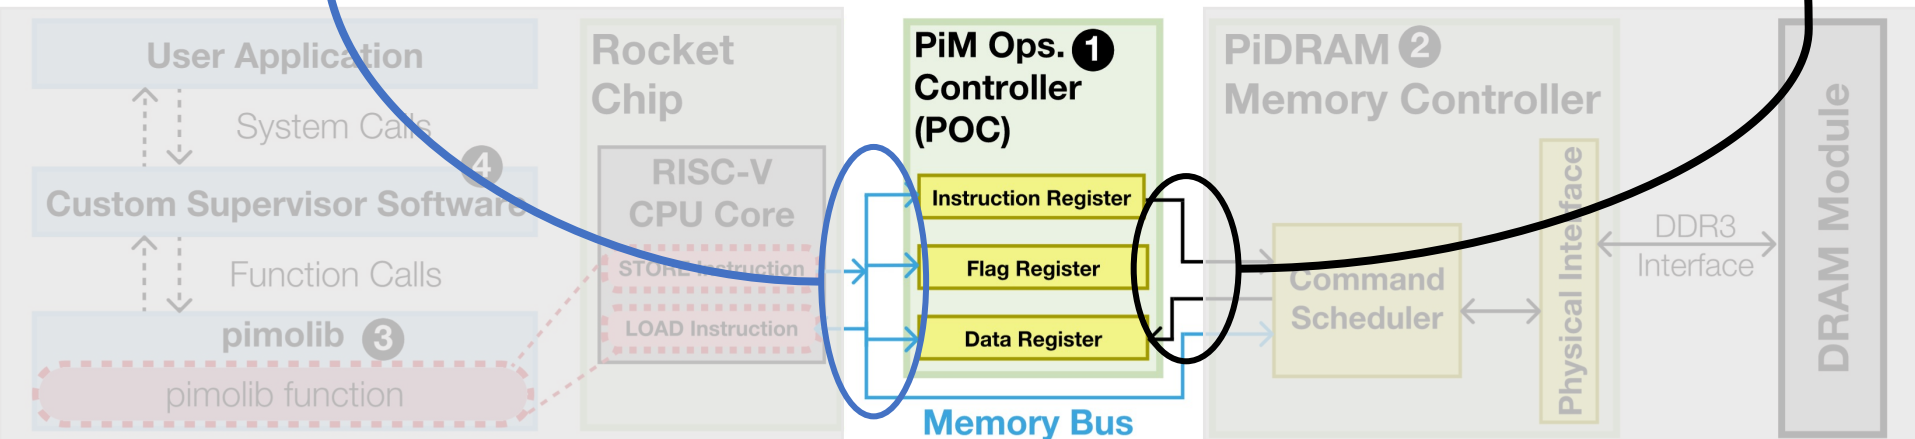 User Application
System Calls
4
Custom Supervisor Software
Function Calls
pimolib 3
pimolib function
Rocket
Chip
RISC-V
CPU Core
STORE Instruction
LOAD Instruction
PiM Ops. 1
Controller
(POC)
Instruction Register
Flag Register
Data Register
Memory Bus
PiDRAM 2
Memory Controller
Command
Scheduler
Physical Interface
DDR3
Interface
DRAM Module